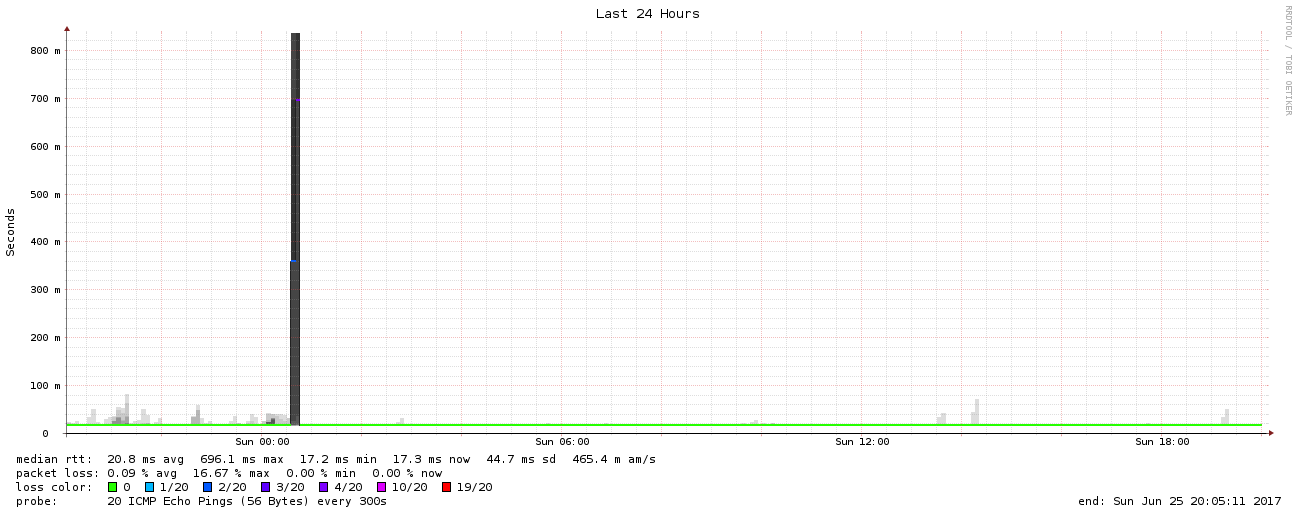 Last 24 Hours
RRDTOOL / TOBI OETIKER
Seconds
800 m
700 m
600 m
500 m
400 m
300 m
200 m
100 m
0
Sun 00:00 Sun 06:00 Sun 12:00 Sun 18:00
median rtt: 20.8 ms avg 696.1 ms max 17.2 ms min 17.3 ms now 44.7 ms sd 465.4 m am/s
packet loss: 0.09 % avg 16.67 % max 0.00 % min 0.00 % now
loss color: 0 1/20 2/20 3/20 4/20 10/20 19/20
probe: 20 ICMP Echo Pings (56 Bytes) every 300s end: Sun Jun 25 20:05:11 2017